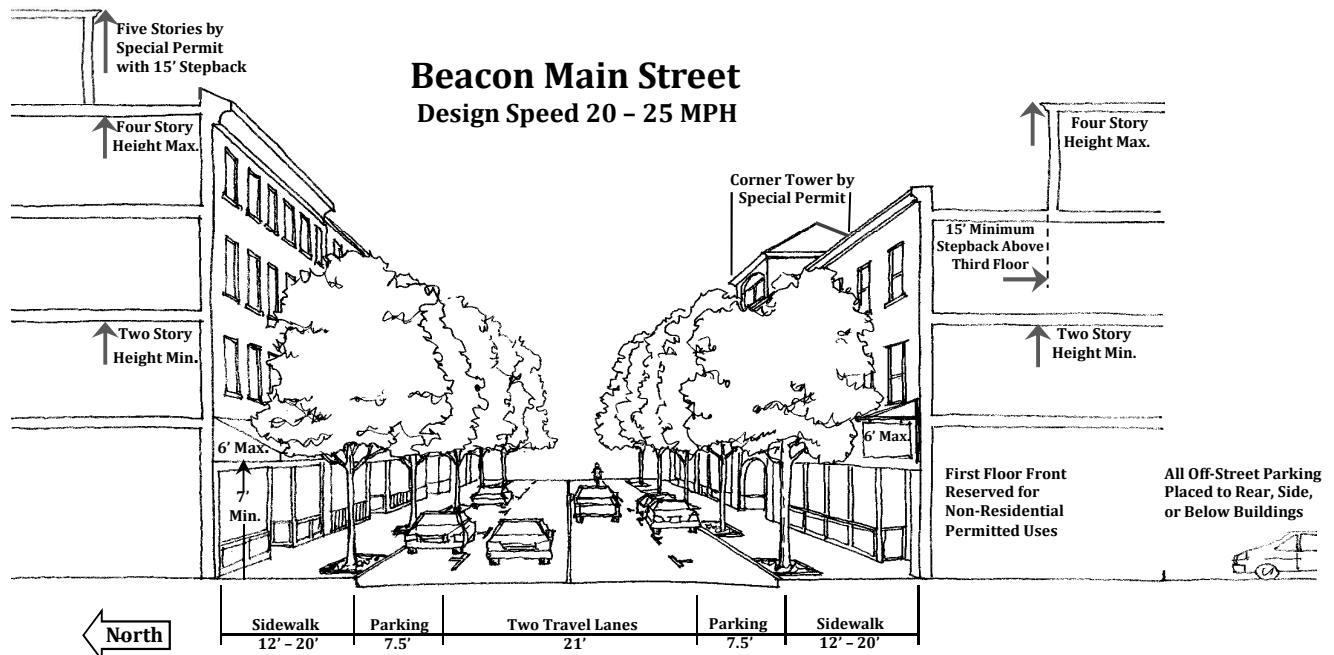 Five Stories by
Special Permit
with 15' Stepback
Beacon Main Street
Design Speed 20 – 25 MPH
Four Story
Height Max.
Four Story
Height Max.
Corner Tower by
Special Permit
15' Minimum
Stepback Above
Third Floor
Two Story
Height Min.
Two Story
Height Min.
6' Max.
6' Max.
7'
Min.
First Floor Front
Reserved for
Non-Residential
Permitted Uses
All Off-Street Parking
Placed to Rear, Side,
or Below Buildings
North
Sidewalk
12' – 20'
Parking
7.5'
Two Travel Lanes
21'
Parking
7.5'
Sidewalk
12' – 20'